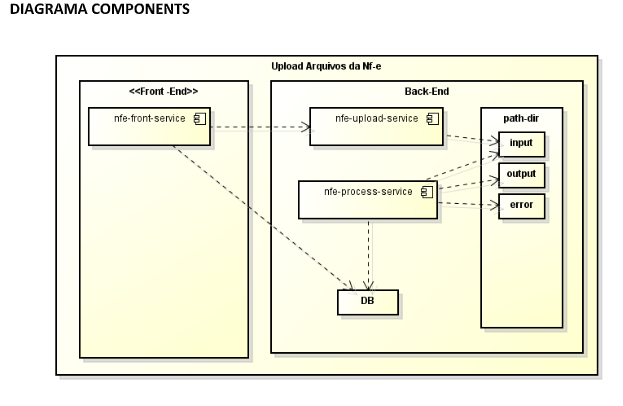 DIAGRAMA COMPONENTS
Upload Arquivos da Nf-e
<<Front -End>>
nfe-front-service
Back-End
nfe-upload-service
nfe-process-service
DB
path-dir
input
output
error